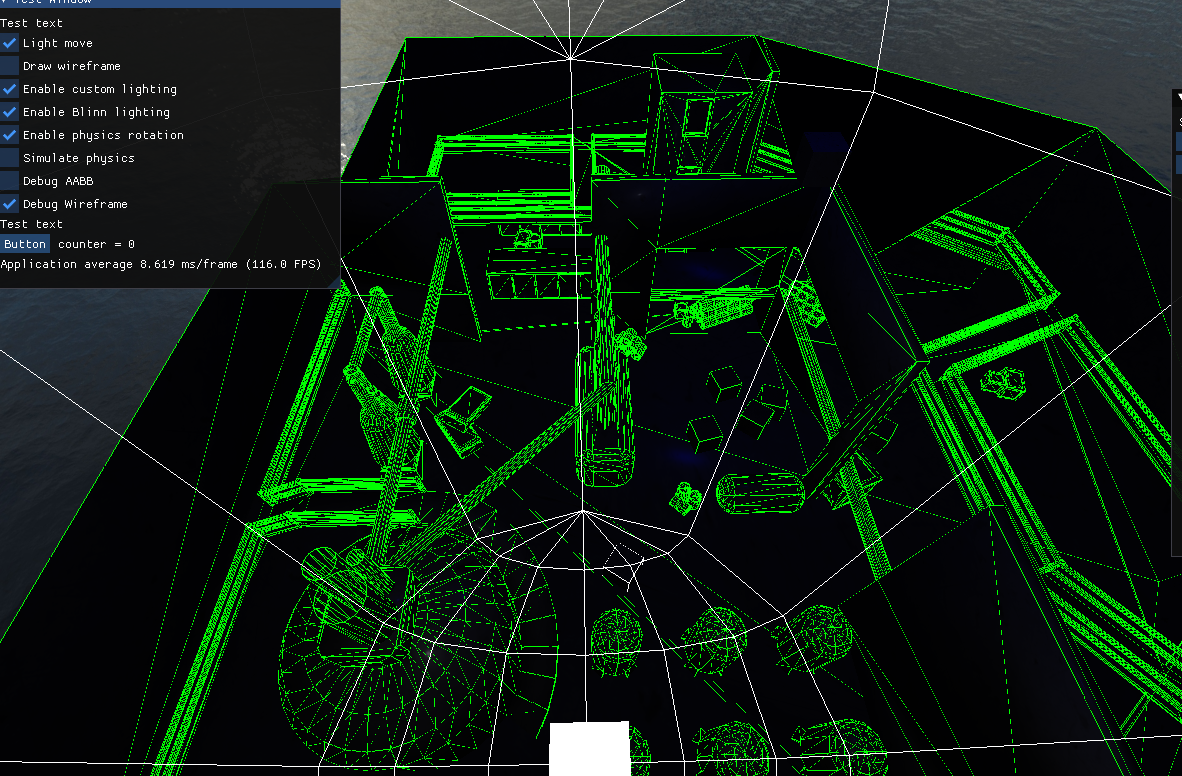 Test Window
Test text
Light move
Draw wireframe
Enable custom lighting
Enable Blinn lighting
Enable physics rotation
Simulate physics
Debug AABB
Debug Wireframe
Test text
Button counter = 0
Application average 8.619 ms/frame (116.0 FPS)